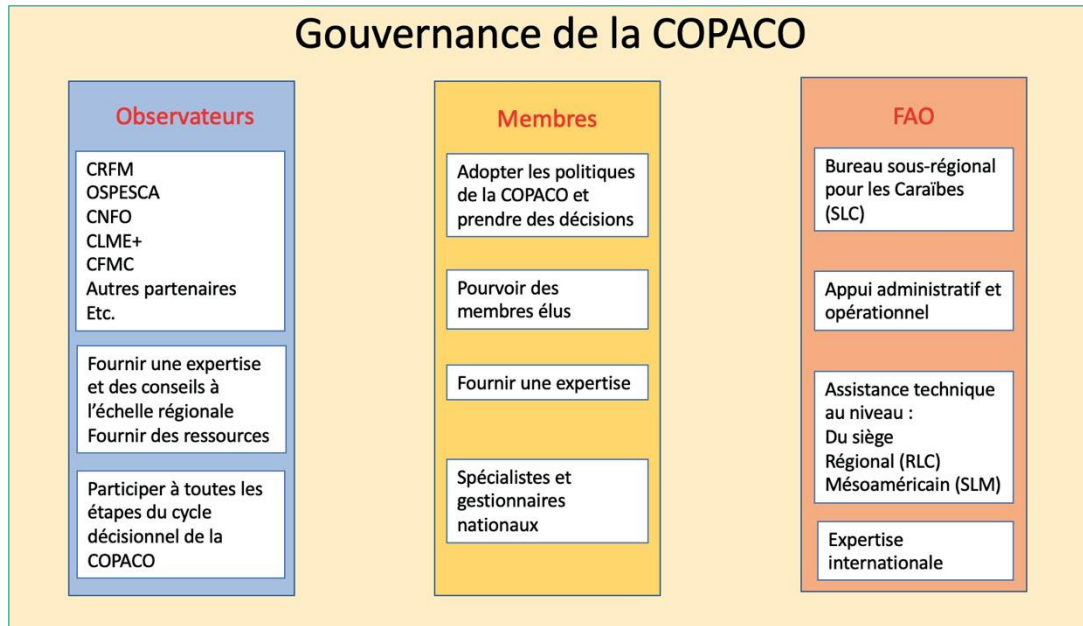 Gouvernance de la COPACO
Observateurs
CRFM
OSPESCA
CNFO
CLME+
CFMC
Autres partenaires
Etc.
Fournir une expertise
et des conseils à
l’échelle régionale
Fournir des ressources
Participer à toutes les
étapes du cycle
décisionnel de la
COPACO
Membres
Adopter les politiques
de la COPACO et
prendre des décisions
Pourvoir des
membres élus
Fournir une expertise
Spécialistes et
gestionnaires
nationaux
FAO
Bureau sous-régional
pour les Caraïbes
(SLC)
Appui administratif et
opérationnel
Assistance technique
au niveau :
Du siège
Régional (RLC)
Mésoaméricain (SLM)
Expertise
internationale